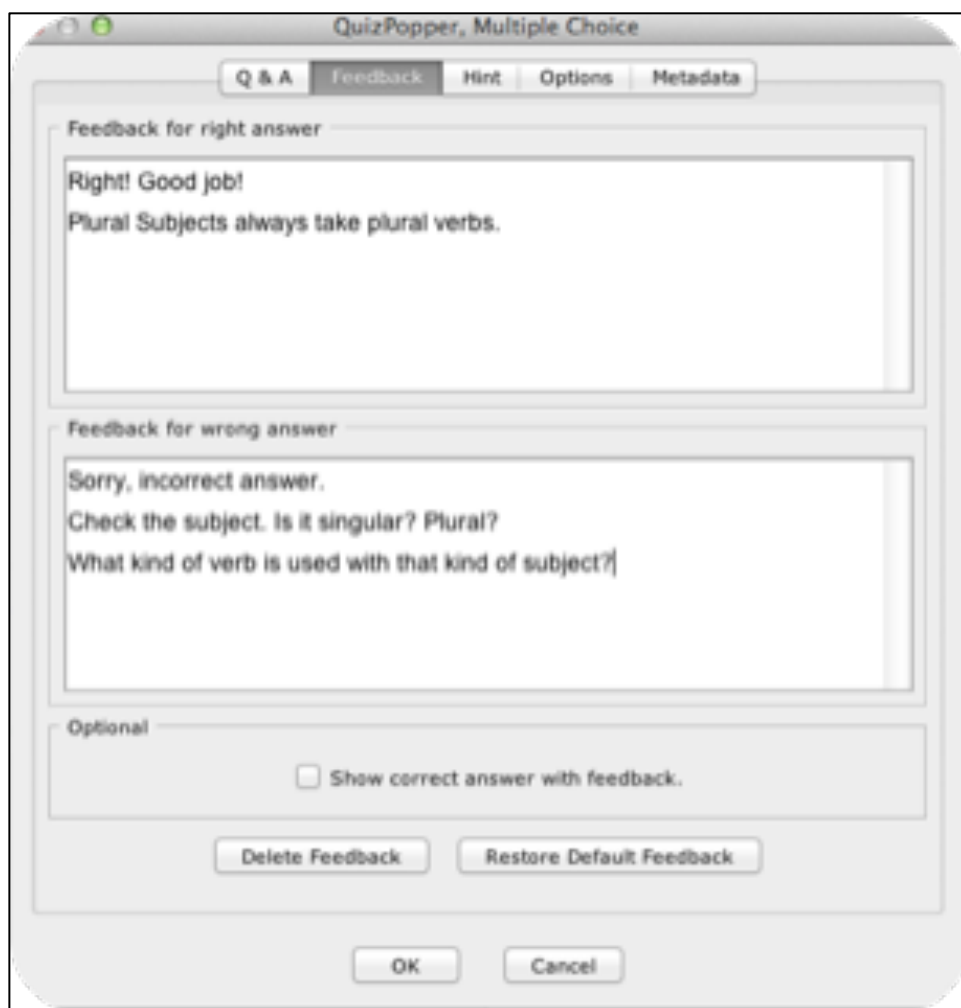 QuizPopper, Multiple Choice
Q & A Feedback Hint Options Metadata
Feedback for right answer
Right! Good job!
Plural Subjects always take plural verbs.
Feedback for wrong answer
Sorry, incorrect answer.
Check the subject. Is it singular? Plural?
What kind of verb is used with that kind of subject?
Optional
Show correct answer with feedback.
Delete Feedback Restore Default Feedback
OK Cancel